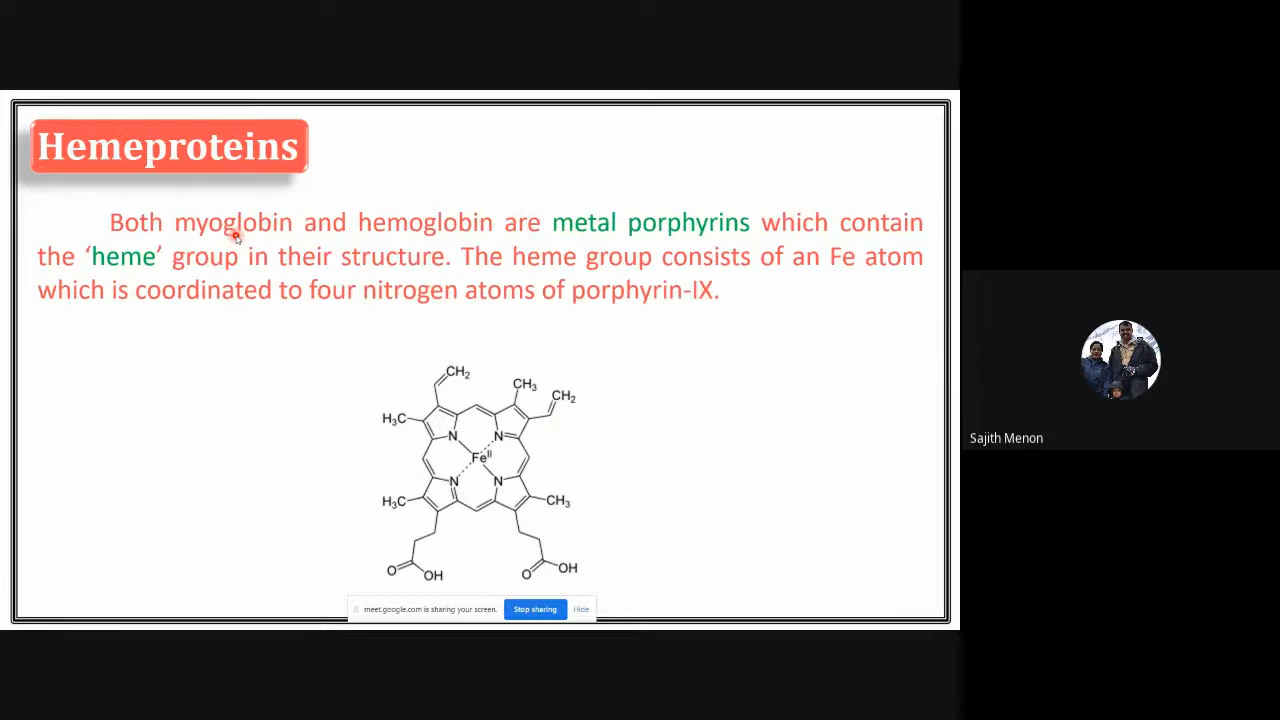 Hemeproteins
Both myoglobin and hemoglobin are metal porphyrins which contain
the ‘heme’ group in their structure. The heme group consists of an Fe atom
which is coordinated to four nitrogen atoms of porphyrin-IX.
CH₂
CH₃
CH₂
H₃C
N
N
Feᴵᴵ
N
N
H₃C
CH₃
O
OH
O
OH
meet.google.com is sharing your screen.
Stop sharing
Hide
Sajith Menon